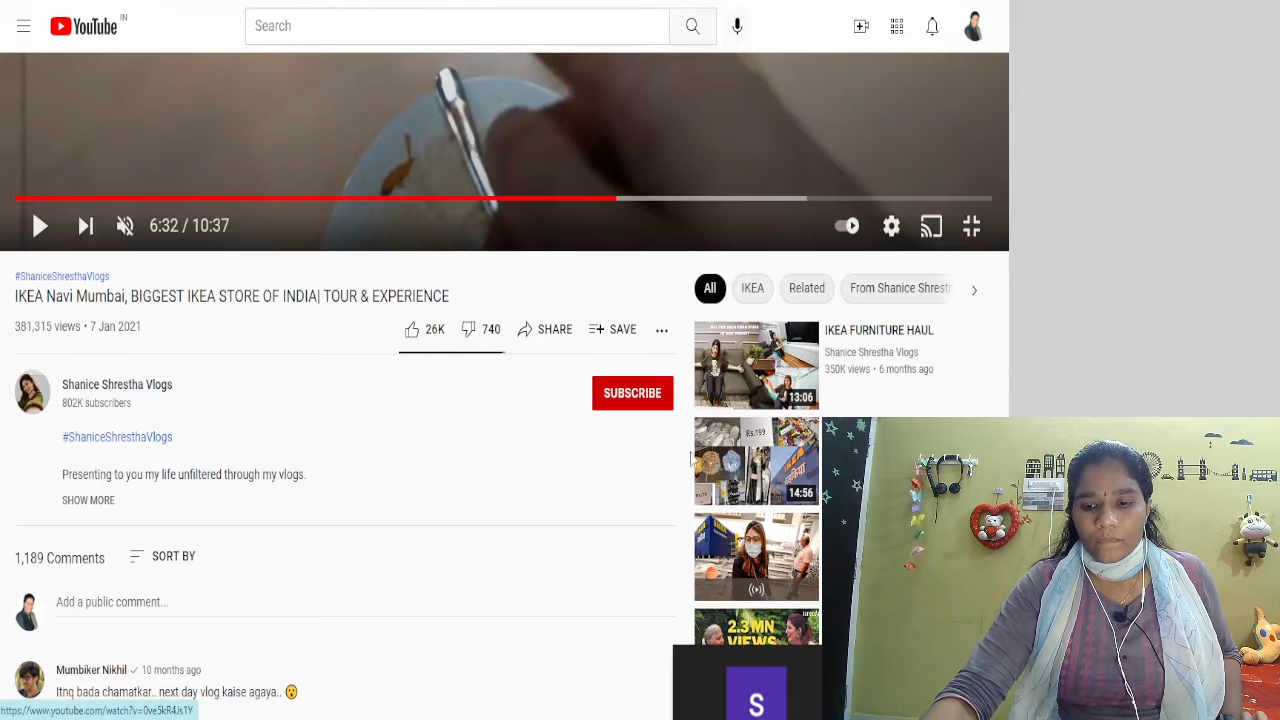 YouTube IN
Search
6:32 / 10:37
#ShaniceShresthaVlogs
IKEA Navi Mumbai, BIGGEST IKEA STORE OF INDIA| TOUR & EXPERIENCE
381,315 views • 7 Jan 2021
26K
740
SHARE
SAVE
Shanice Shrestha Vlogs
802K subscribers
SUBSCRIBE
#ShaniceShresthaVlogs
Presenting to you my life unfiltered through my vlogs.
SHOW MORE
1,189 Comments
SORT BY
Add a public comment...
Mumbiker Nikhil
10 months ago
Itnq bada chamatkar.. next day vlog kaise agaya..
https://www.youtube.com/watch?v=0ve5kR4Js1Y
All
IKEA
Related
From Shanice Shrest
IKEA FURNITURE HAUL
Shanice Shrestha Vlogs
350K views • 6 months ago
13:06
Rs.199
IKEA
14:56
2.3 MN
VIEWS
S